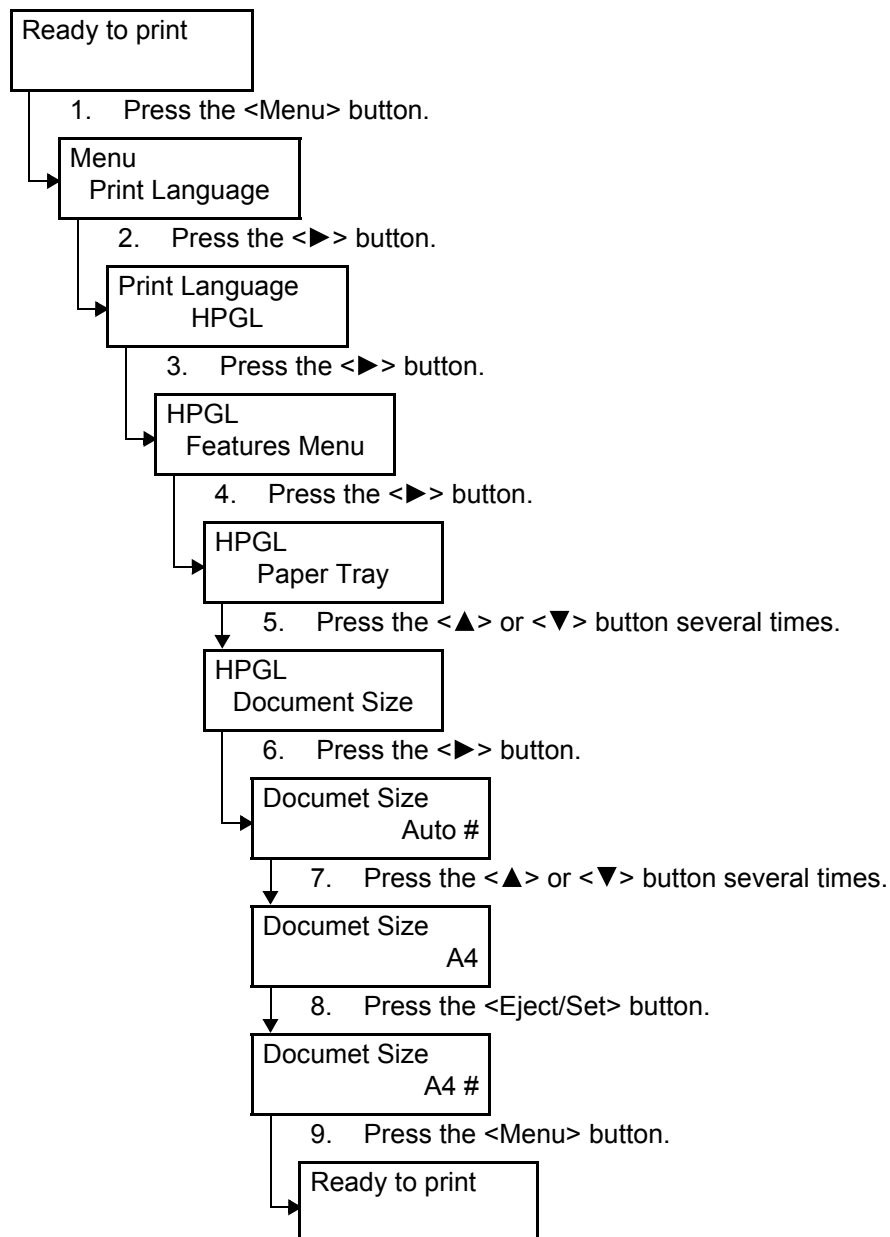 Ready to print
1. Press the <Menu> button.
Menu
Print Language
2. Press the <▶> button.
Print Language
HPGL
3. Press the <▶> button.
HPGL
Features Menu
4. Press the <▶> button.
HPGL
Paper Tray
5. Press the <▲> or <▼> button several times.
HPGL
Document Size
6. Press the <▶> button.
Documet Size
Auto #
7. Press the <▲> or <▼> button several times.
Documet Size
A4
8. Press the <Eject/Set> button.
Documet Size
A4 #
9. Press the <Menu> button.
Ready to print